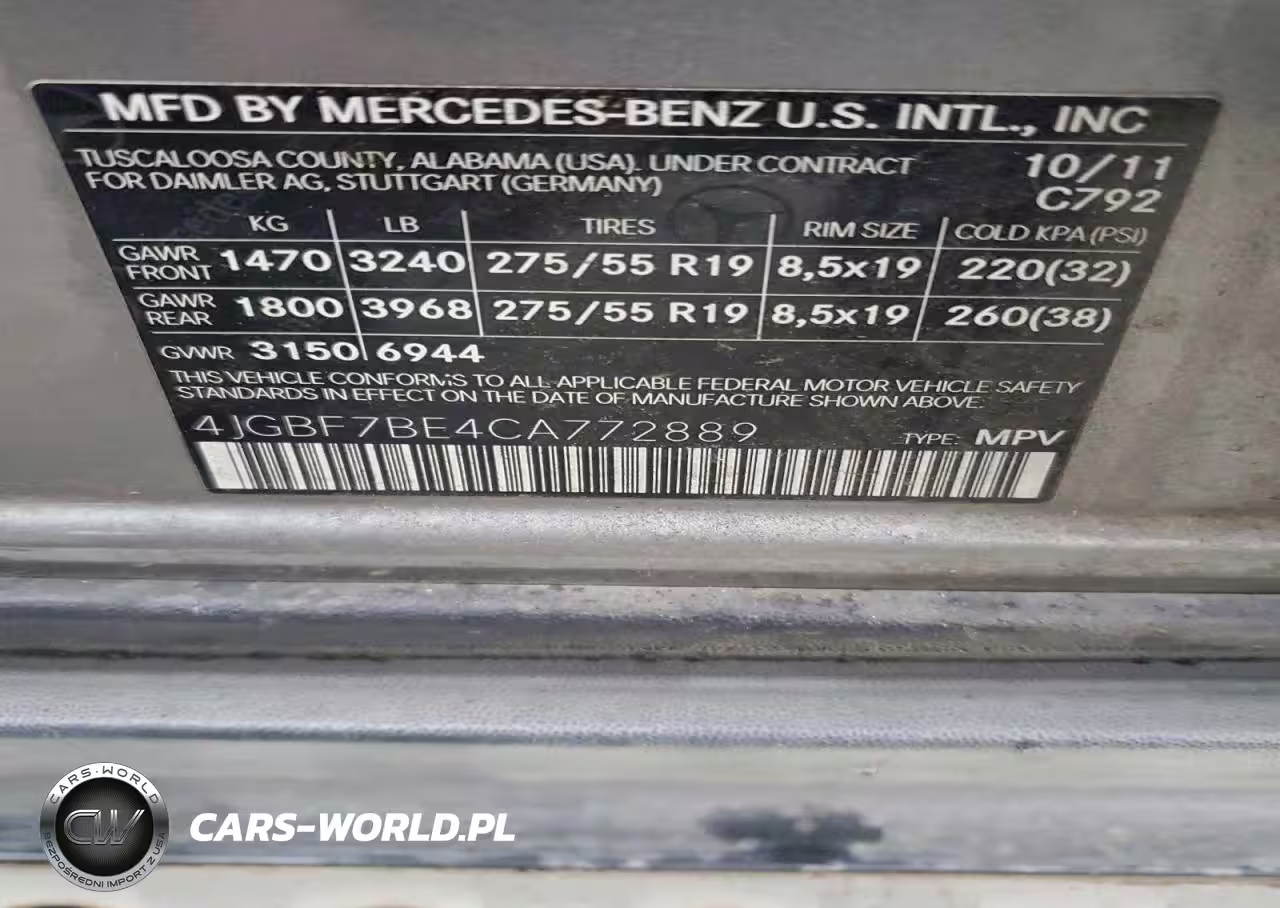 MFD BY MERCEDES-BENZ U.S. INTL., INC
TUSCALOOSA COUNTY, ALABAMA (USA). UNDER CONTRACT 10/11
FOR DAIMLER AG, STUTTGART (GERMANY) C792
KG LB TIRES RIM SIZE COLD KPA (PSI)
GAWR FRONT 1470 3240 275/55 R19 8,5x19 220(32)
GAWR REAR 1800 3968 275/55 R19 8,5x19 260(38)
GVWR 3150 6944
THIS VEHICLE CONFORMS TO ALL APPLICABLE FEDERAL MOTOR VEHICLE SAFETY
STANDARDS IN EFFECT ON THE DATE OF MANUFACTURE SHOWN ABOVE.
4JGBF7BE4CA772889 TYPE: MPV
CARS-WORLD
CW
BEZPOŚREDNI IMPORT Z USA
CARS-WORLD.PL